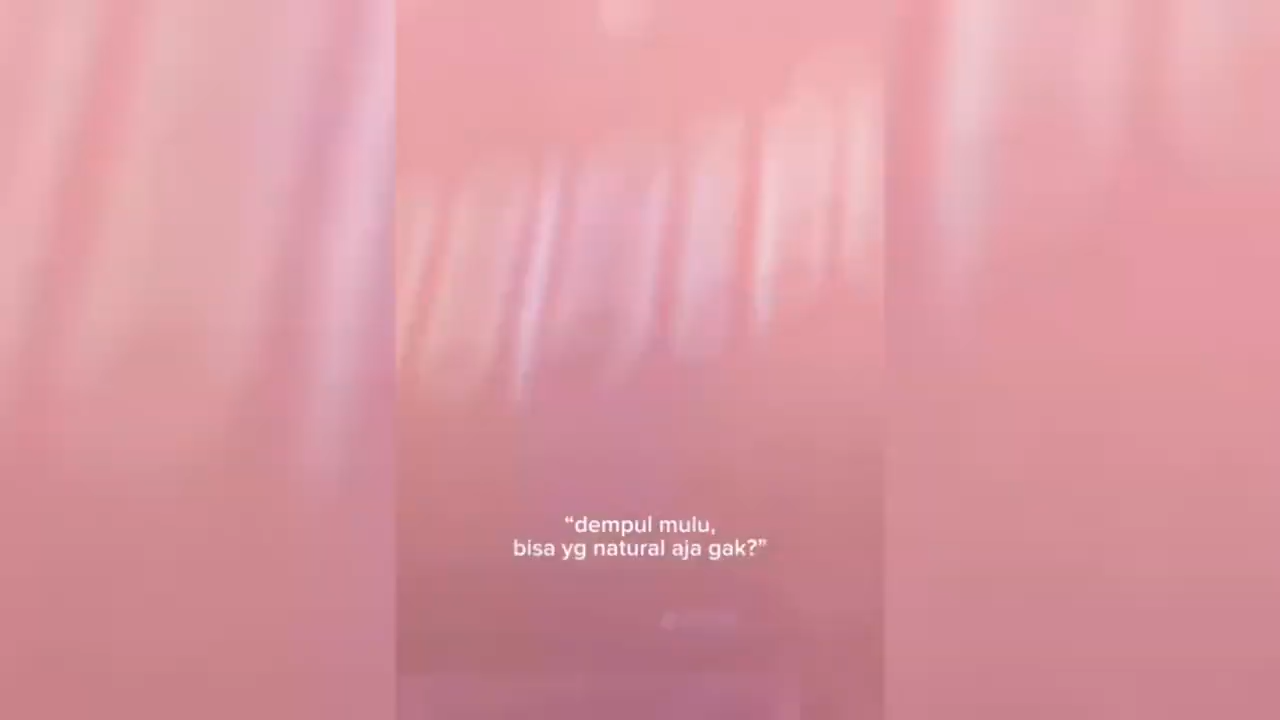 “dempul mulu,
bisa yg natural aja gak?”